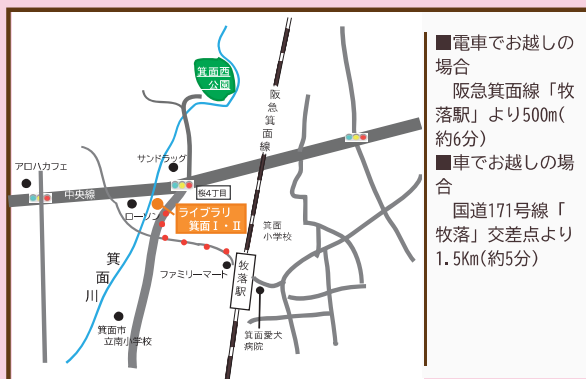 箕面西
公園
阪急箕面線
サンドラッグ
アロハカフェ
桜4丁目
中央線
ローソン
ライブラリ
箕面Ⅰ・Ⅱ
箕面
小学校
箕面川
ファミリーマート
牧落駅
箕面市
立南小学校
箕面愛犬
病院
■電車でお越しの
場合
　阪急箕面線「牧
落駅」より500m(
約6分)
■車でお越しの場
合
　国道171号線「
牧落」交差点より
1.5Km(約5分)